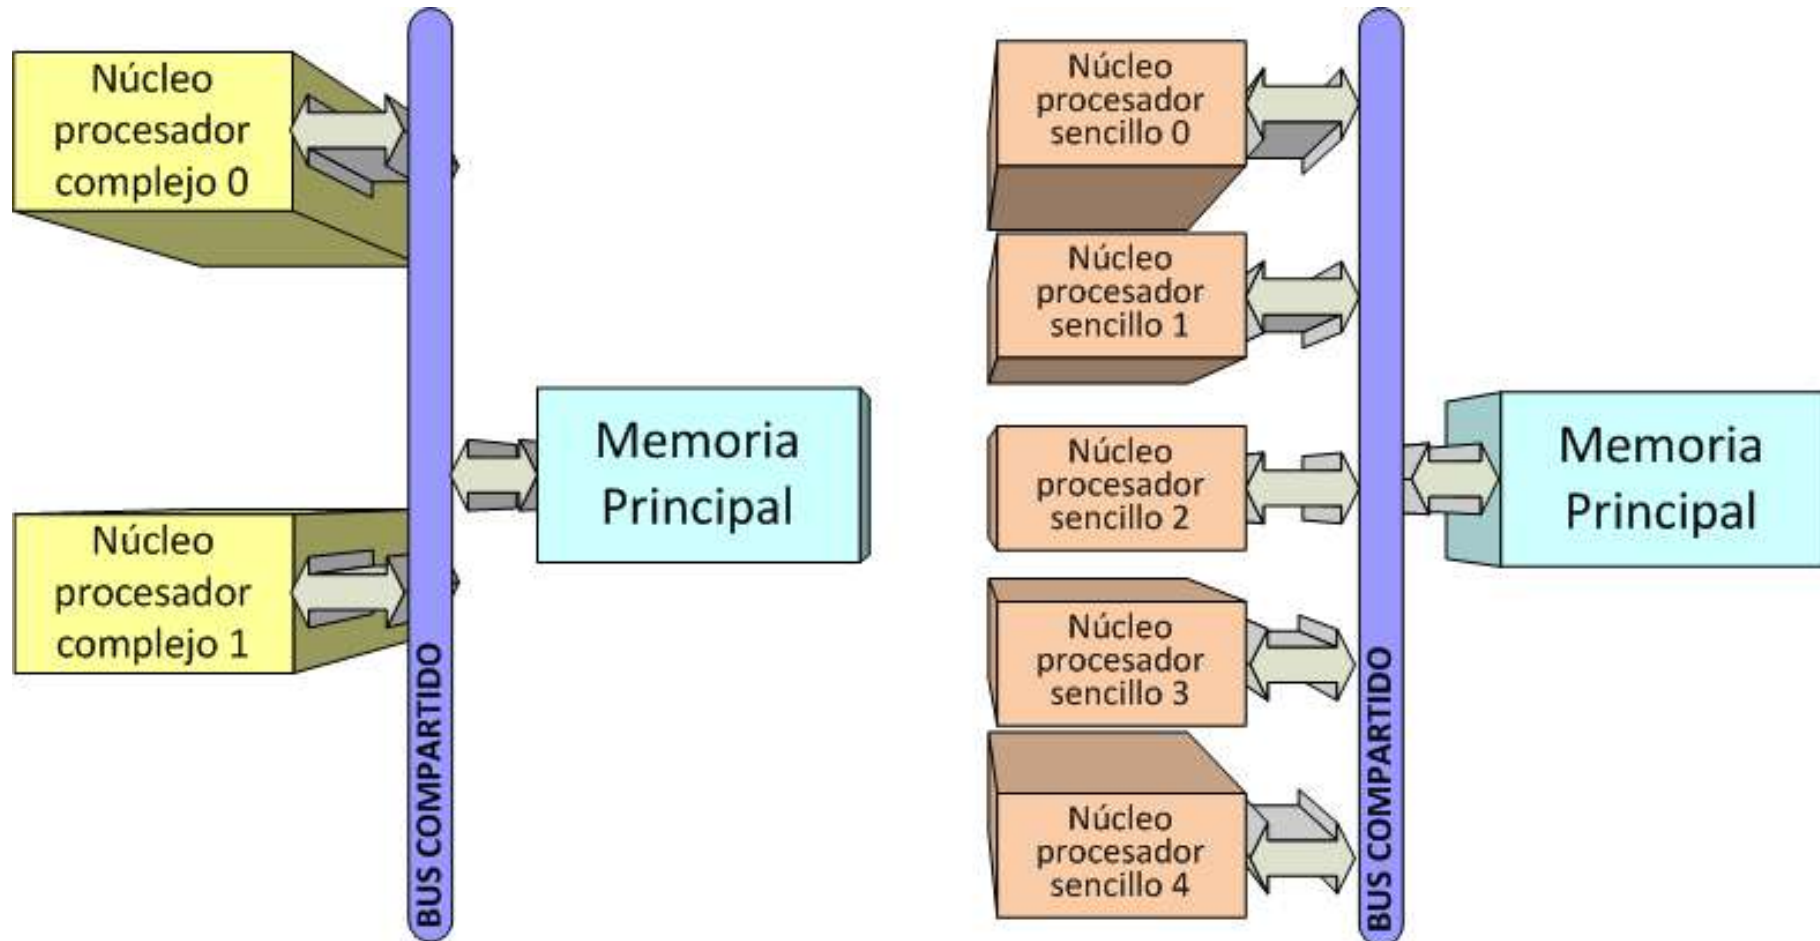 Núcleo
procesador
complejo 0
Núcleo
procesador
complejo 1
BUS COMPARTIDO
Memoria
Principal
Núcleo
procesador
sencillo 0
Núcleo
procesador
sencillo 1
Núcleo
procesador
sencillo 2
Núcleo
procesador
sencillo 3
Núcleo
procesador
sencillo 4
BUS COMPARTIDO
Memoria
Principal